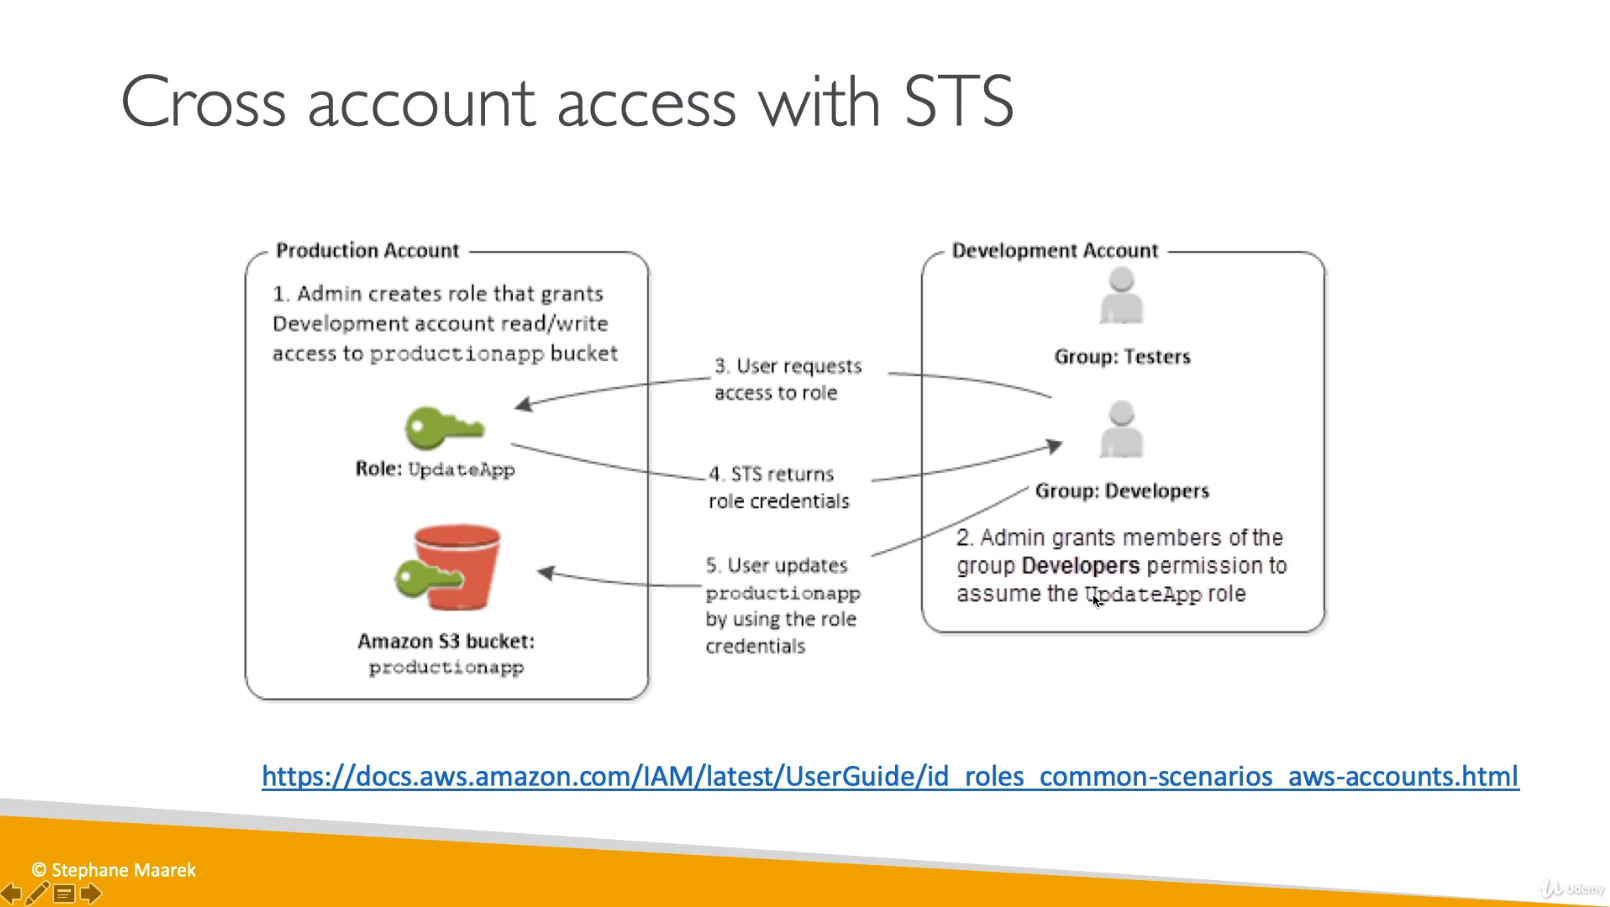 Cross account access with STS
Production Account
1. Admin creates role that grants
Development account read/write
access to productionapp bucket
Role: UpdateApp
Amazon S3 bucket:
productionapp
3. User requests
access to role
4. STS returns
role credentials
5. User updates
productionapp
by using the role
credentials
Development Account
Group: Testers
Group: Developers
2. Admin grants members of the
group Developers permission to
assume the UpdateApp role
https://docs.aws.amazon.com/IAM/latest/UserGuide/id_roles_common-scenarios_aws-accounts.html
© Stephane Maarek
Udemy